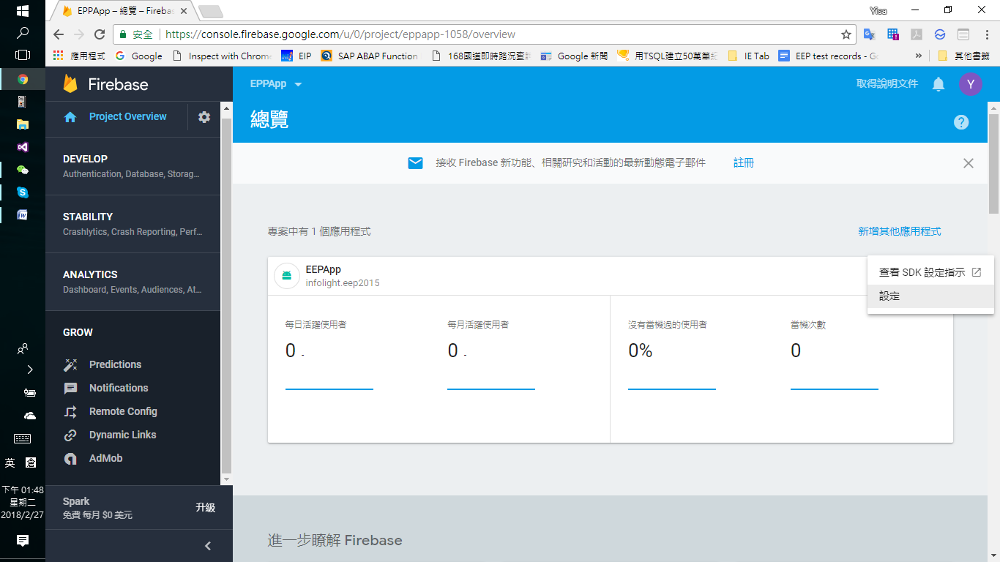 EPPApp – 總覽 – Fireba
Yisa
安全
https://console.firebase.google.com/u/0/project/eppapp-1058/overview
應用程式
Google
Inspect with Chrom
EIP
SAP ABAP Function
168國道即時路況查
Google 新聞
用TSQL建立50萬筆
IE Tab
EEP test records - G
»
其他書籤
Firebase
EPPApp
取得說明文件
Y
Project Overview
總覽
?
DEVELOP
Authentication, Database, Storag...
接收 Firebase 新功能、相關研究和活動的最新動態電子郵件
註冊
STABILITY
Crashlytics, Crash Reporting, Perf...
專案中有 1 個應用程式
新增其他應用程式
ANALYTICS
Dashboard, Events, Audiences, At...
EEPApp
infolight.eep2015
查看 SDK 設定指示
設定
每日活躍使用者
每月活躍使用者
沒有當機過的使用者
當機次數
0 -
0 -
0%
0
GROW
Predictions
Notifications
Remote Config
Dynamic Links
AdMob
Spark
免費 每月 $0 美元
升級
進一步瞭解 Firebase
英
倉
下午 01:48
星期二
2018/2/27